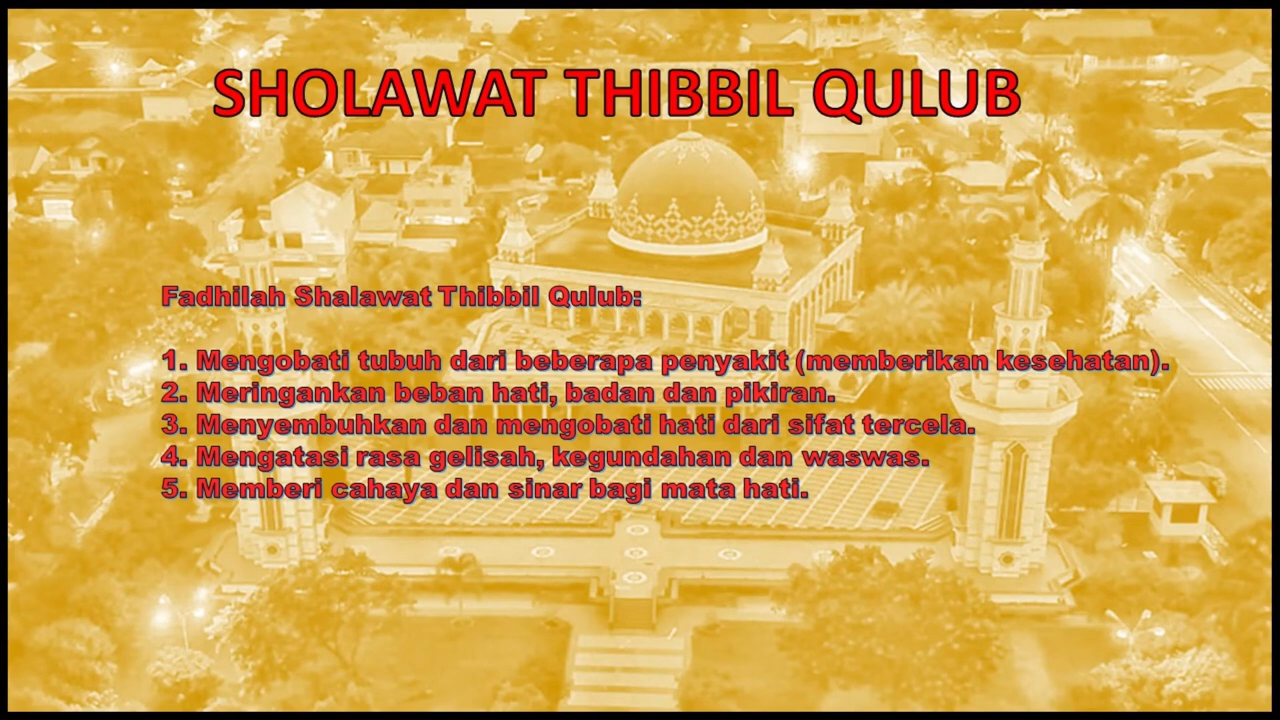 SHOLAWAT THIBBIL QULUB
Fadhilah Shalawat Thibbil Qulub:
1. Mengobati tubuh dari beberapa penyakit (memberikan kesehatan).
2. Meringankan beban hati, badan dan pikiran.
3. Menyembuhkan dan mengobati hati dari sifat tercela.
4. Mengatasi rasa gelisah, kegundahan dan waswas.
5. Memberi cahaya dan sinar bagi mata hati.